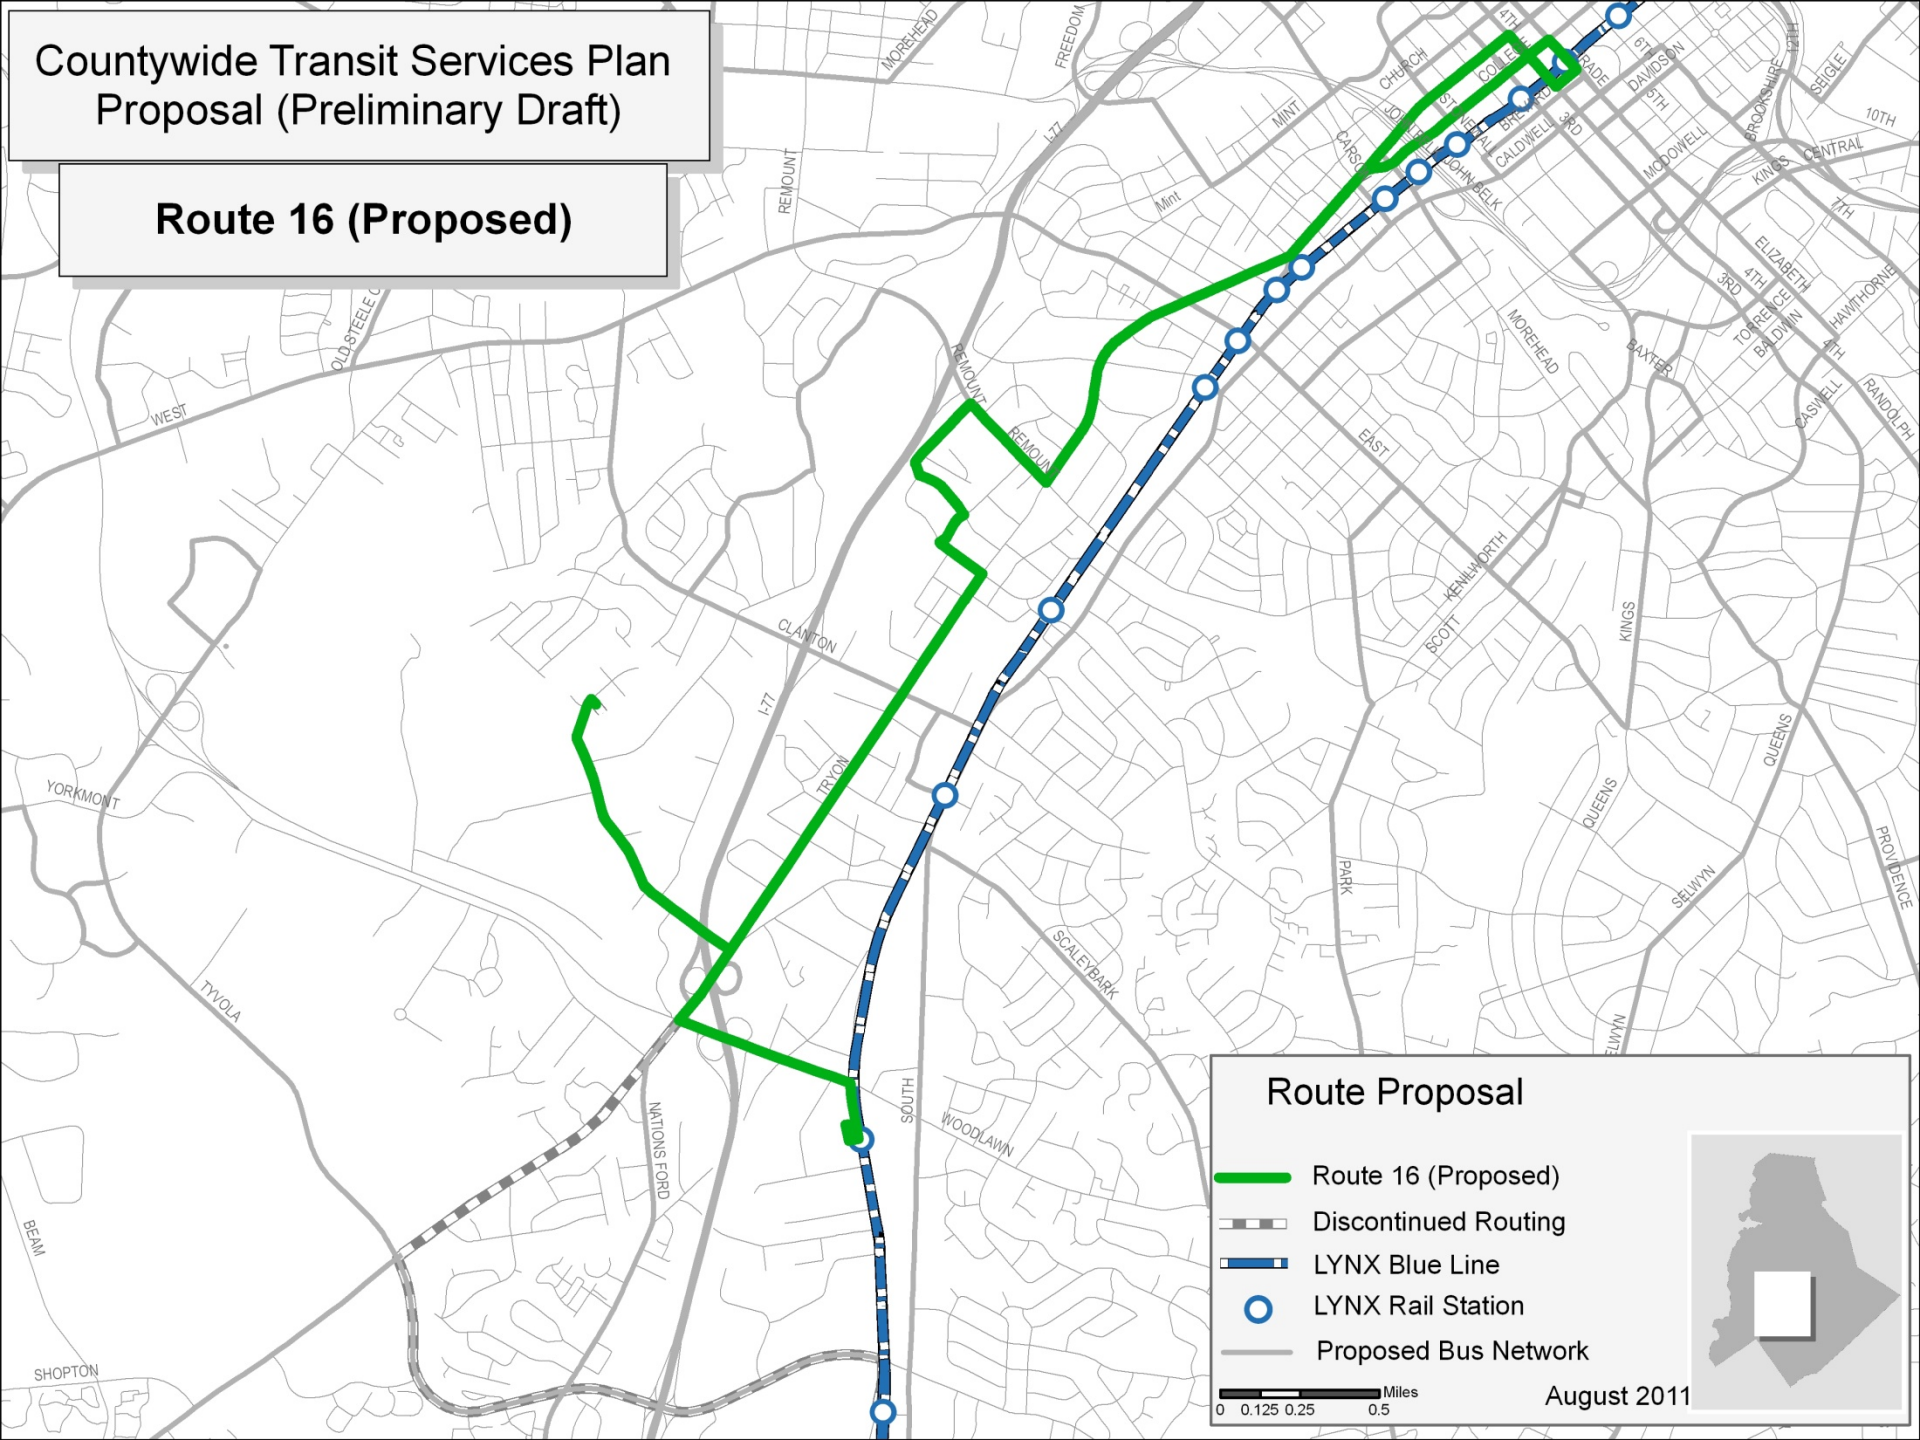 Countywide Transit Services Plan
Proposal (Preliminary Draft)
Route 16 (Proposed)
MOREHEAD
FREEDOM
I-77
REMOUNT
MINT
Mint
CHURCH
4TH
CARSON
STONEWALL
JOHN BELK
CALDWELL
3RD
6TH
DAVIDSON
5TH
MCDOWELL
BROOKSHIRE
12TH
SEIGLE
10TH
KINGS
CENTRAL
7TH
ELIZABETH
4TH
3RD
TORRENCE
BALDWIN
HAWTHORNE
4TH
CASWELL
RANDOLPH
MOREHEAD
BAXTER
OLD STEELE C
WEST
REMOUNT
REMOUNT
EAST
KENILWORTH
SCOTT
KINGS
CLANTON
I-77
TRYON
QUEENS
QUEENS
PARK
SELWYN
PROVIDENCE
YORKMONT
SCALEYBARK
TYVOLA
ELWYN
NATIONS FORD
SOUTH
WOODLAWN
BEAM
SHOPTON
Route Proposal
Route 16 (Proposed)
Discontinued Routing
LYNX Blue Line
LYNX Rail Station
Proposed Bus Network
Miles
0 0.125 0.25 0.5
August 2011